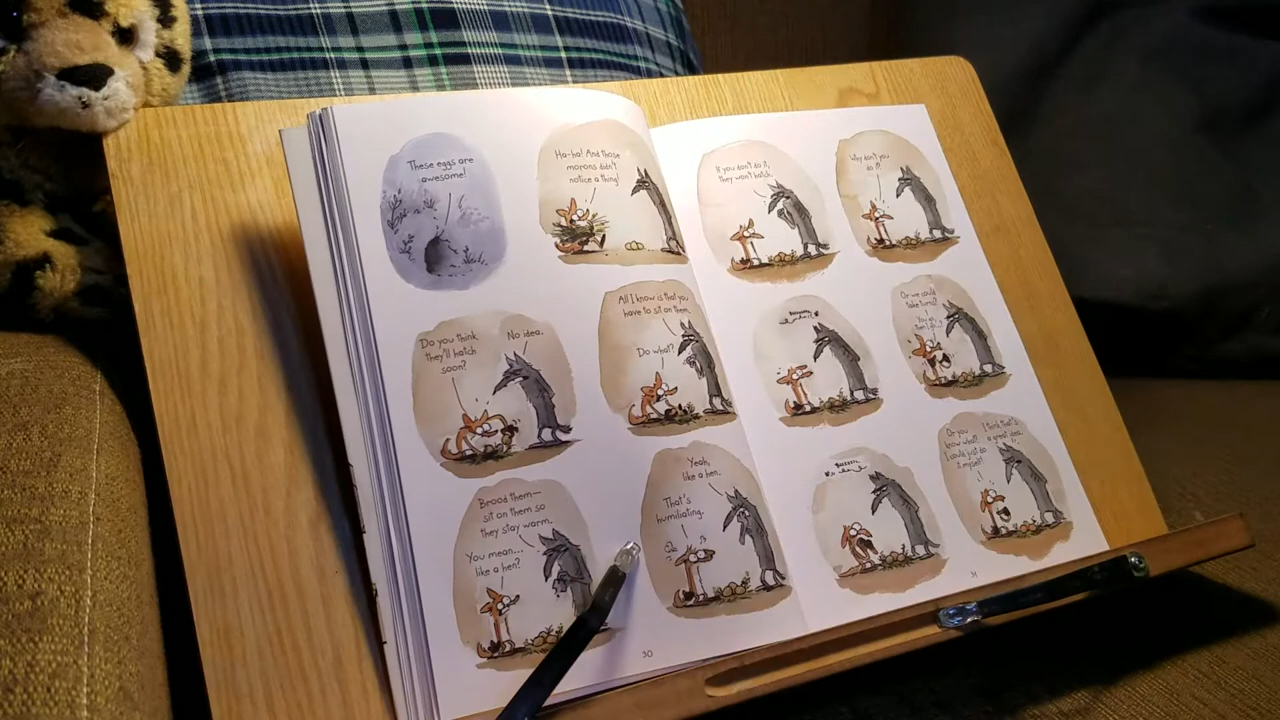 These eggs are
awesome!
Ha-ha! And those
morons didn't
notice a thing!
Do you think
they'll hatch
soon?
No idea.
All I know is that you
have to sit on them.
Do what?
Brood them—
sit on them so
they stay warm.
You mean...
like a hen?
Yeah,
like a hen.
That's
humiliating.
30
If you don't do it,
they won't hatch.
Why don't you
do it?
Or we could
take turns?
Or you
know what?
I could just do
it myself!
I think that's
a great idea.
31